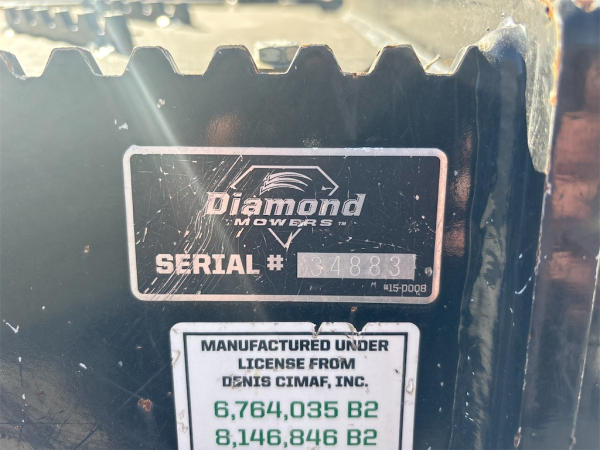 Diamond
MOWERS™
SERIAL # 34883
#15-D008
MANUFACTURED UNDER
LICENSE FROM
DENIS CIMAF, INC.
6,764,035 B2
8,146,846 B2